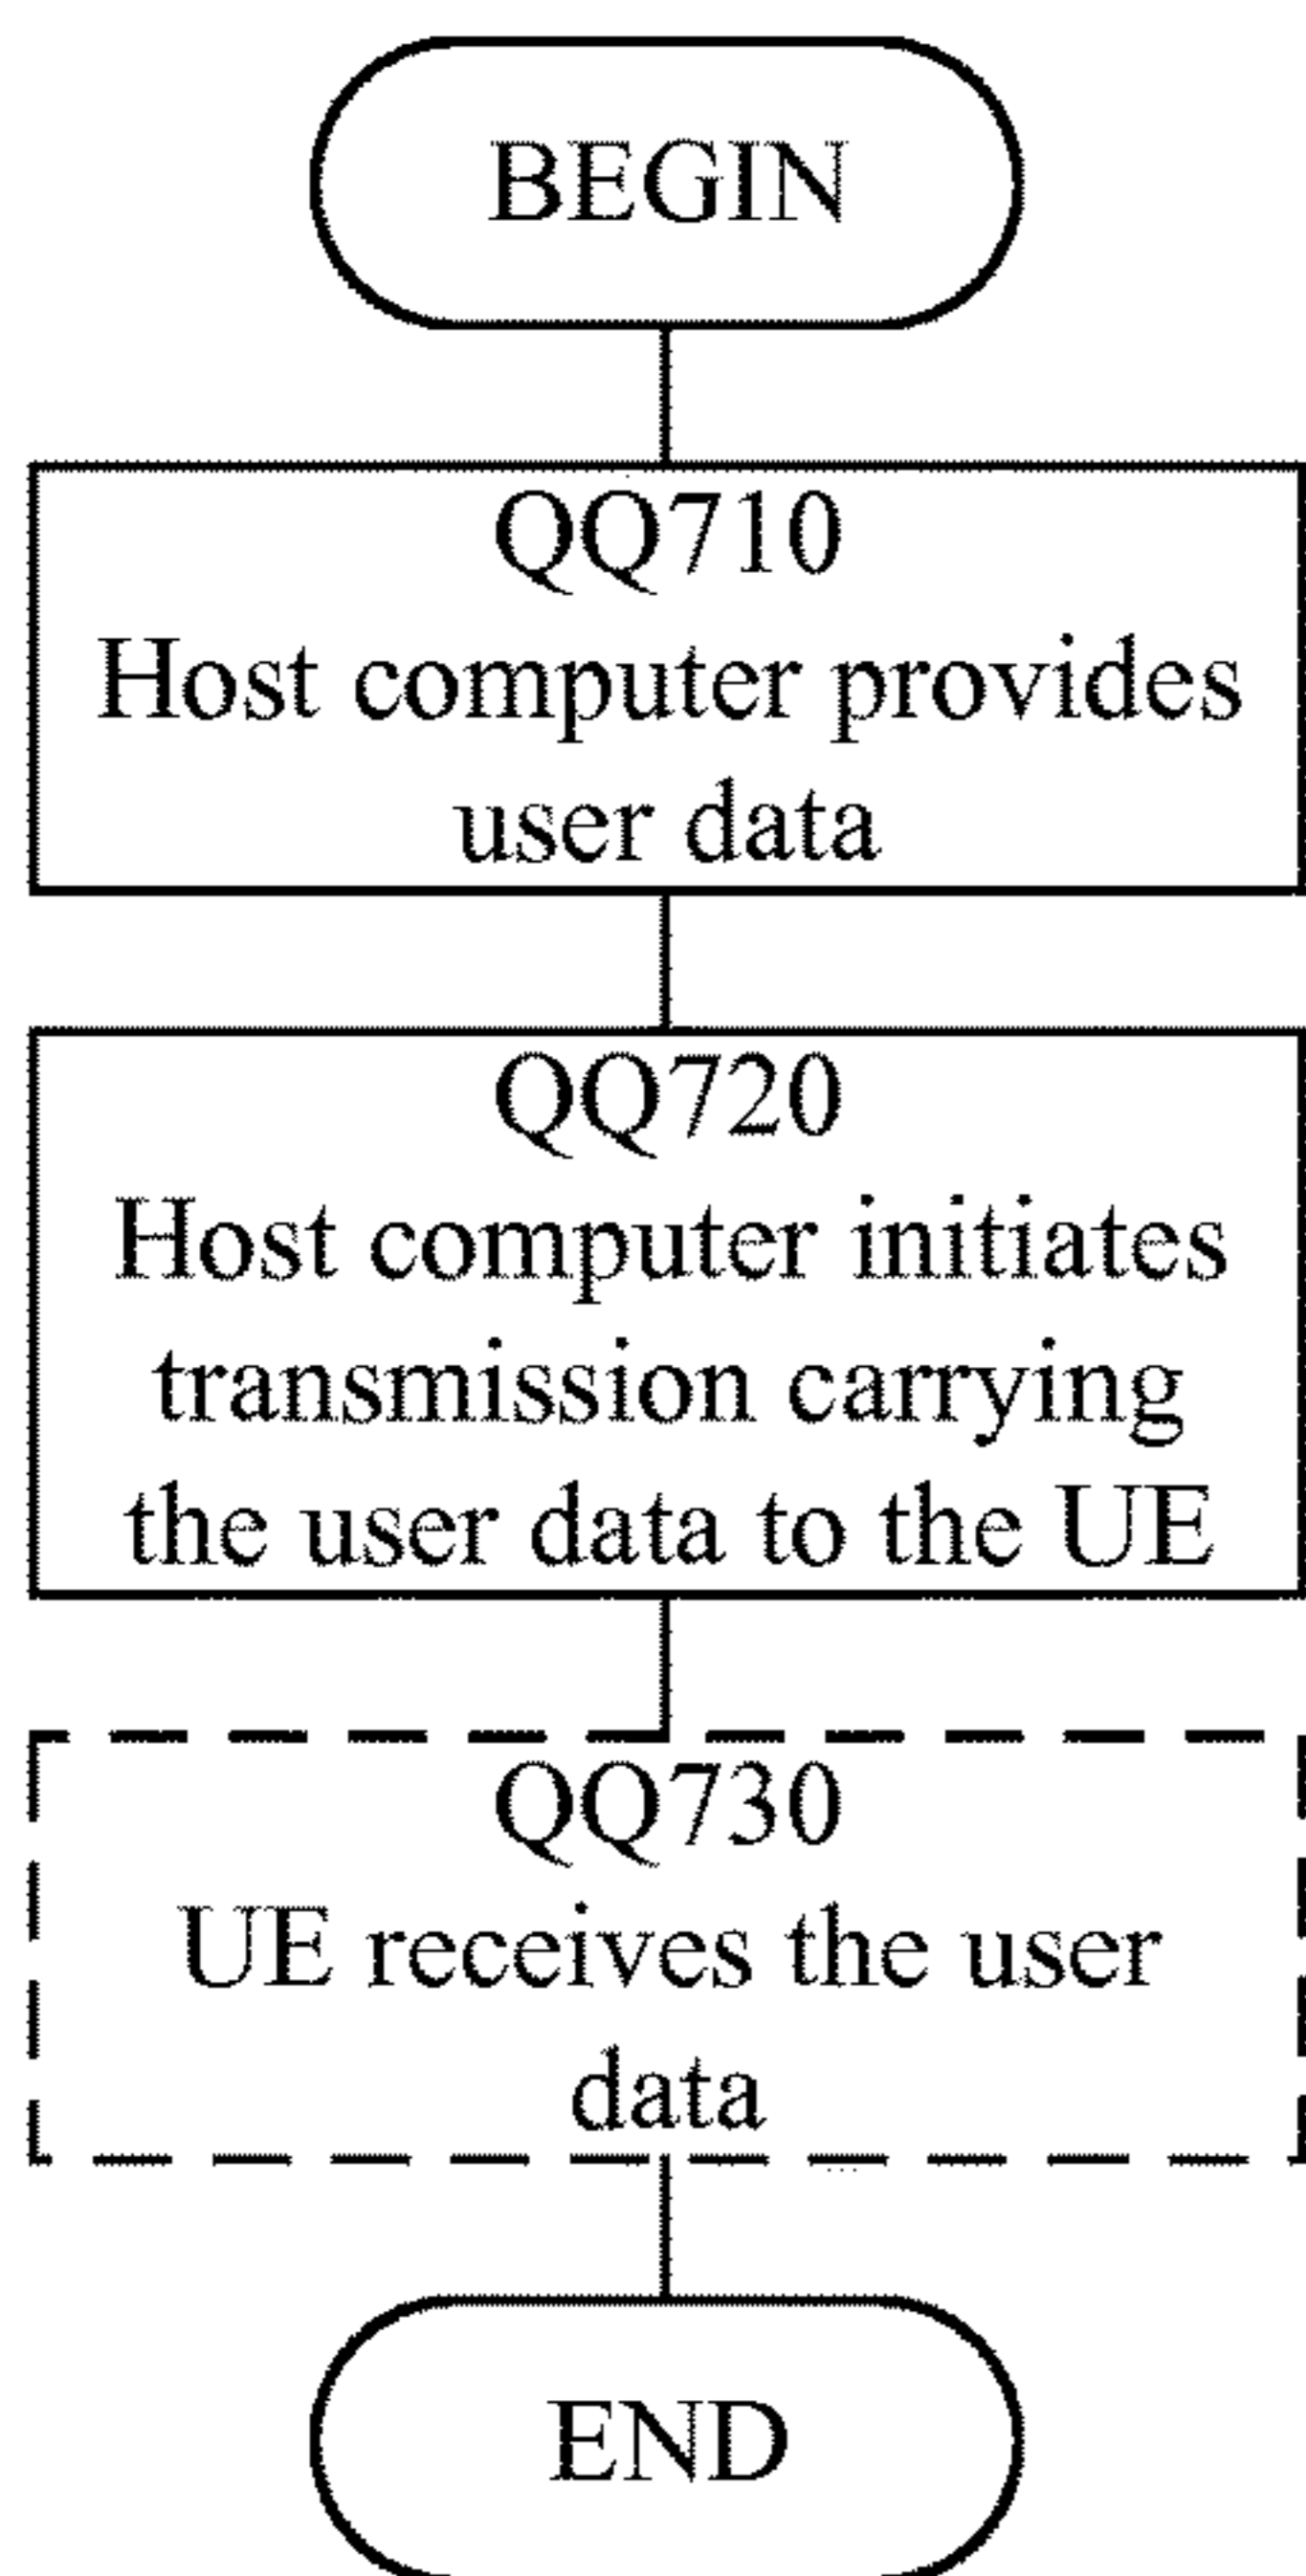 BEGIN
QQ710
Host computer provides
user data
QQ720
Host computer initiates
transmission carrying
the user data to the UE
QQ730
UE receives the user
data
END